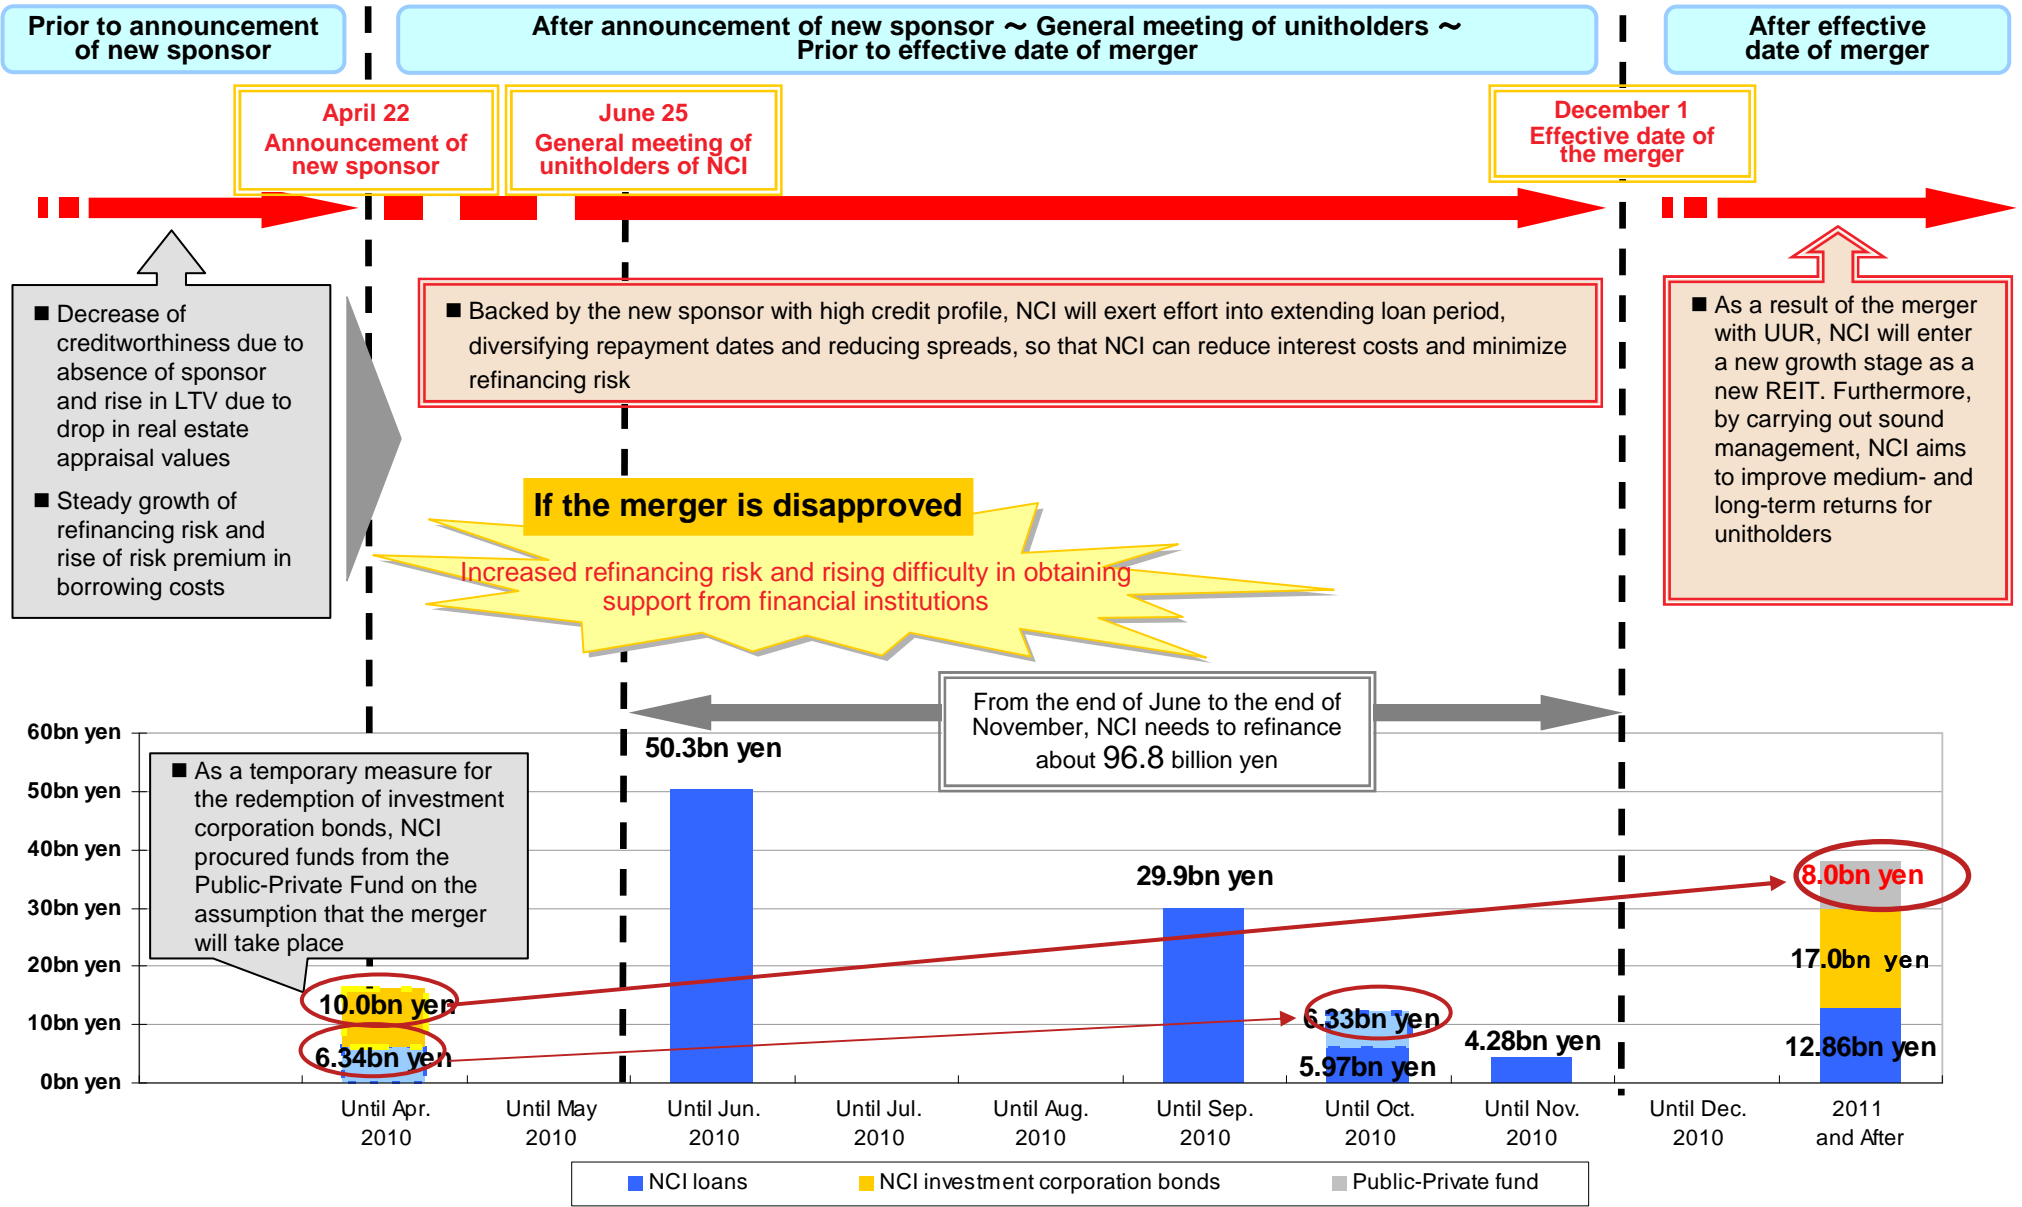 Prior to announcement
of new sponsor
After announcement of new sponsor ～ General meeting of unitholders ～
Prior to effective date of merger
After effective
date of merger
April 22
Announcement of
new sponsor
June 25
General meeting of
unitholders of NCI
December 1
Effective date of
the merger
■ Decrease of
creditworthiness due to
absence of sponsor
and rise in LTV due to
drop in real estate
appraisal values
■ Steady growth of
refinancing risk and
rise of risk premium in
borrowing costs
■ Backed by the new sponsor with high credit profile, NCI will exert effort into extending loan period,
diversifying repayment dates and reducing spreads, so that NCI can reduce interest costs and minimize
refinancing risk
■ As a result of the merger
with UUR, NCI will enter
a new growth stage as a
new REIT. Furthermore,
by carrying out sound
management, NCI aims
to improve medium- and
long-term returns for
unitholders
If the merger is disapproved
Increased refinancing risk and rising difficulty in obtaining
support from financial institutions
From the end of June to the end of
November, NCI needs to refinance
about 96.8 billion yen
60bn yen
50bn yen
40bn yen
30bn yen
20bn yen
10bn yen
0bn yen
■ As a temporary measure for
the redemption of investment
corporation bonds, NCI
procured funds from the
Public-Private Fund on the
assumption that the merger
will take place
10.0bn yen
6.34bn yen
50.3bn yen
29.9bn yen
6.33bn yen
5.97bn yen
4.28bn yen
8.0bn yen
17.0bn yen
12.86bn yen
Until Apr.
2010
Until May
2010
Until Jun.
2010
Until Jul.
2010
Until Aug.
2010
Until Sep.
2010
Until Oct.
2010
Until Nov.
2010
Until Dec.
2010
2011
and After
NCI loans
NCI investment corporation bonds
Public-Private fund